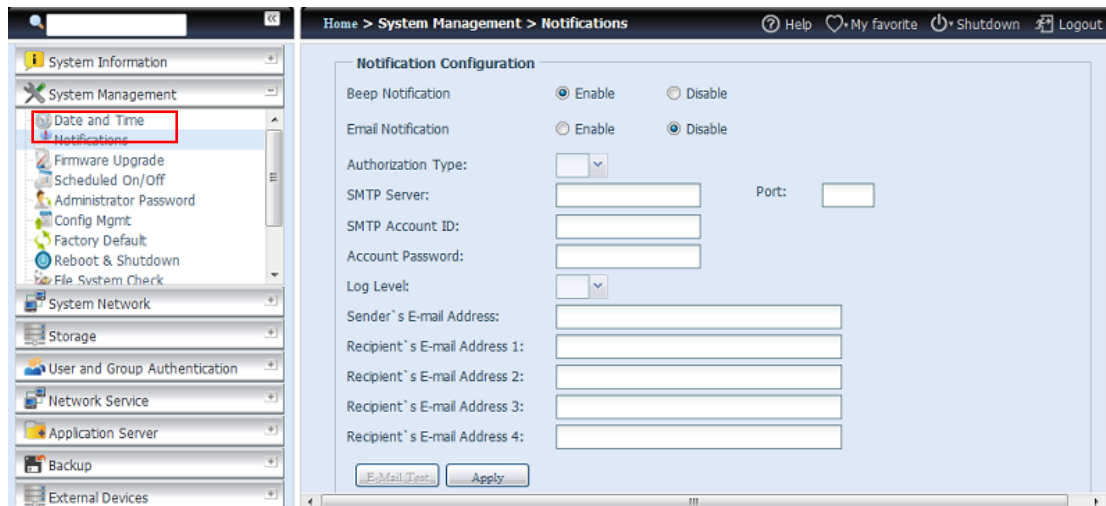 Home > System Management > Notifications
Help My favorite Shutdown Logout
System Information
System Management
Date and Time
Notifications
Firmware Upgrade
Scheduled On/Off
Administrator Password
Config Mgmt
Factory Default
Reboot & Shutdown
File System Check
System Network
Storage
User and Group Authentication
Network Service
Application Server
Backup
External Devices
Notification Configuration
Beep Notification Enable Disable
Email Notification Enable Disable
Authorization Type:
SMTP Server: Port:
SMTP Account ID:
Account Password:
Log Level:
Sender`s E-mail Address:
Recipient`s E-mail Address 1:
Recipient`s E-mail Address 2:
Recipient`s E-mail Address 3:
Recipient`s E-mail Address 4:
E-Mail Test Apply